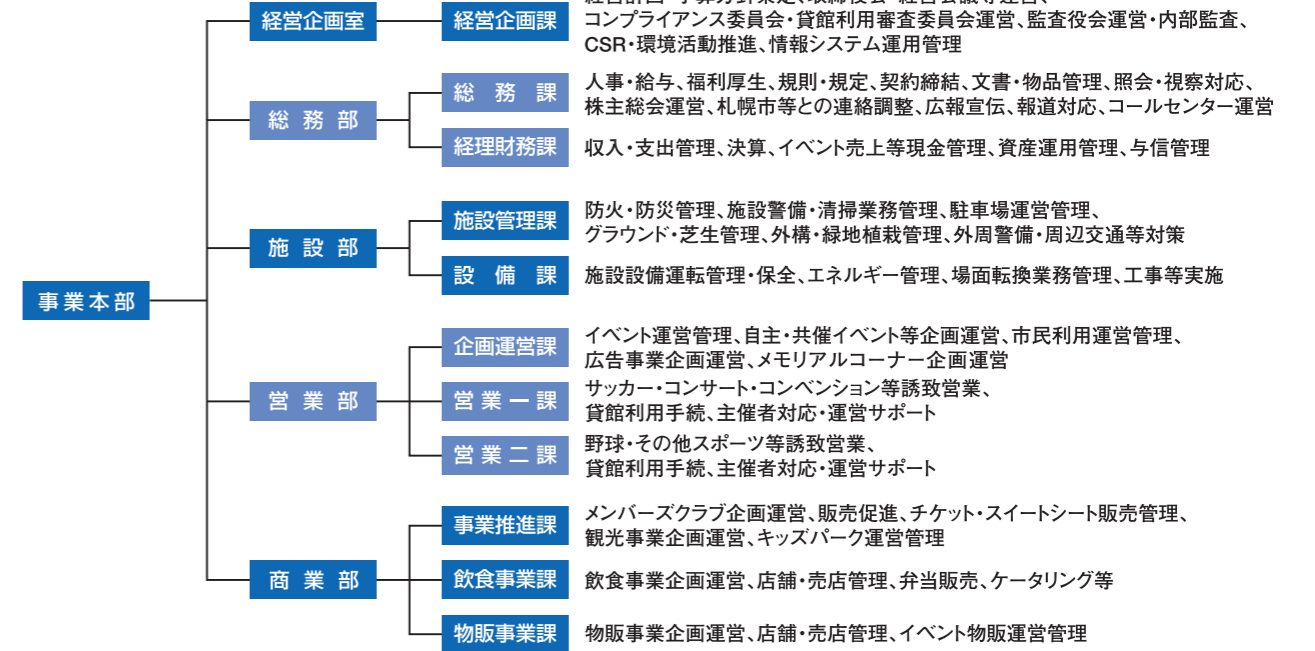 経営企画室
経営企画課
コンプライアンス委員会・貸館利用審査委員会運営、監査役会運営・内部監査、
CSR・環境活動推進、情報システム運用管理
総務部
総務課
人事・給与、福利厚生、規則・規定、契約締結、文書・物品管理、照会・視察対応、
株主総会運営、札幌市等との連絡調整、広報宣伝、報道対応、コールセンター運営
経理財務課
収入・支出管理、決算、イベント売上等現金管理、資産運用管理、与信管理
事業本部
施設部
施設管理課
防火・防災管理、施設警備・清掃業務管理、駐車場運営管理、
グラウンド・芝生管理、外構・緑地植栽管理、外周警備・周辺交通等対策
設備課
施設設備運転管理・保全、エネルギー管理、場面転換業務管理、工事等実施
営業部
企画運営課
イベント運営管理、自主・共催イベント等企画運営、市民利用運営管理、
広告事業企画運営、メモリアルコーナー企画運営
営業一課
サッカー・コンサート・コンベンション等誘致営業、
貸館利用手続、主催者対応・運営サポート
営業二課
野球・その他スポーツ等誘致営業、
貸館利用手続、主催者対応・運営サポート
商業部
事業推進課
メンバーズクラブ企画運営、販売促進、チケット・スイートシート販売管理、
観光事業企画運営、キッズパーク運営管理
飲食事業課
飲食事業企画運営、店舗・売店管理、弁当販売、ケータリング等
物販事業課
物販事業企画運営、店舗・売店管理、イベント物販運営管理